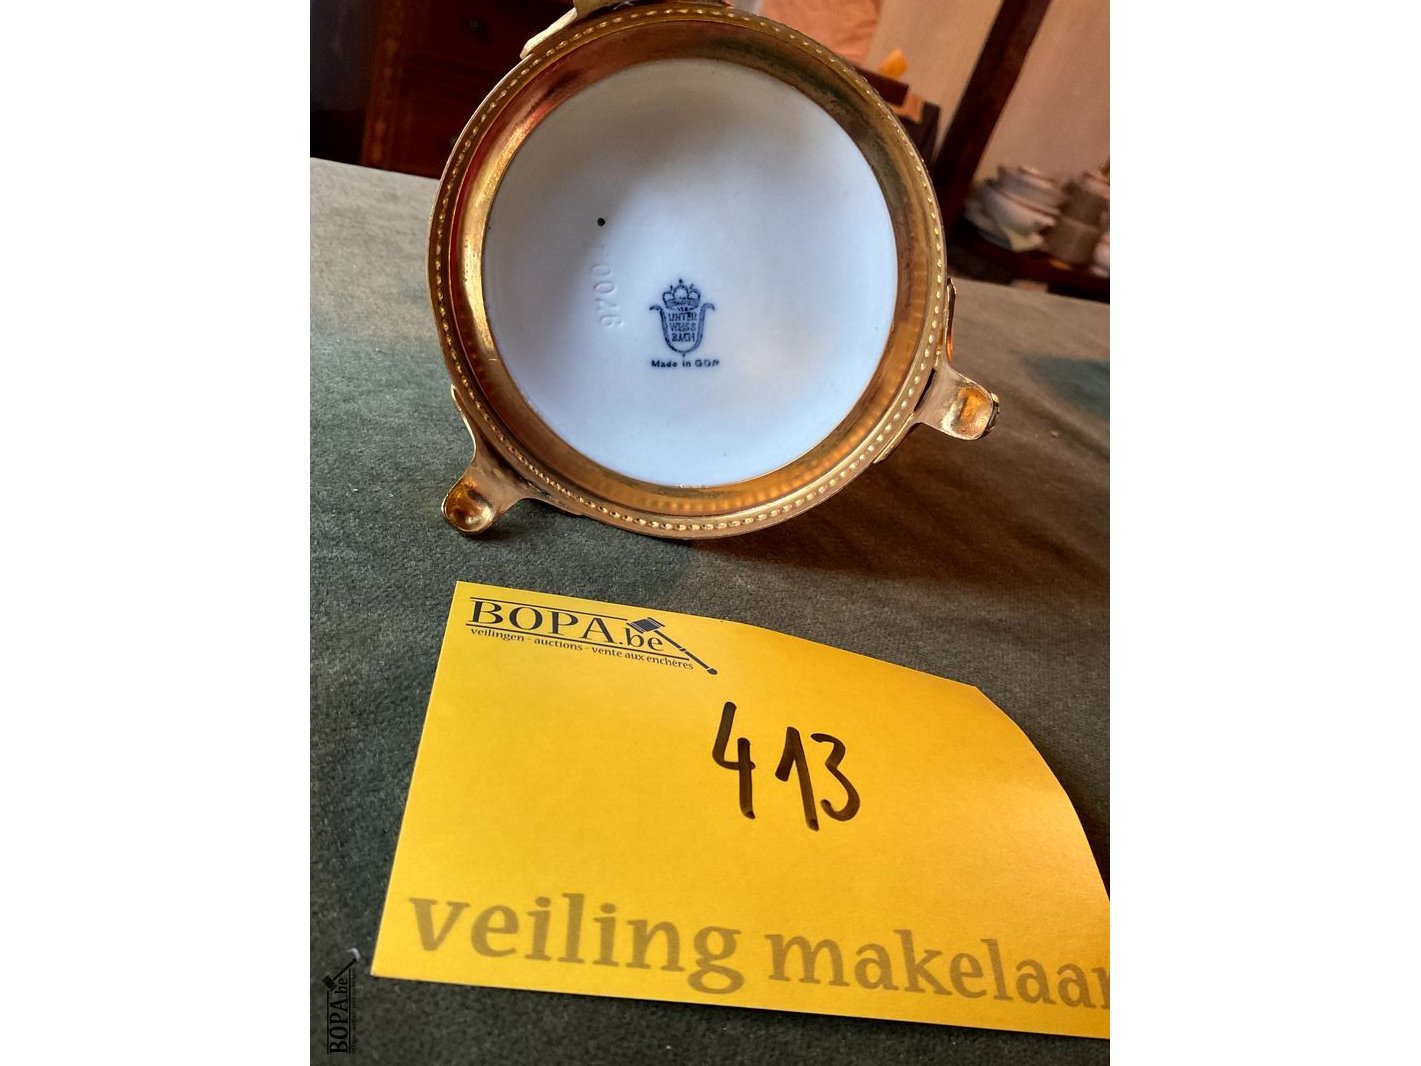 VEB
UNTER
WEISS
BACH
Made in GDR
BOPA.be
veilingen - auctions - vente aux enchères
413
veiling makelaar
BOPA.be